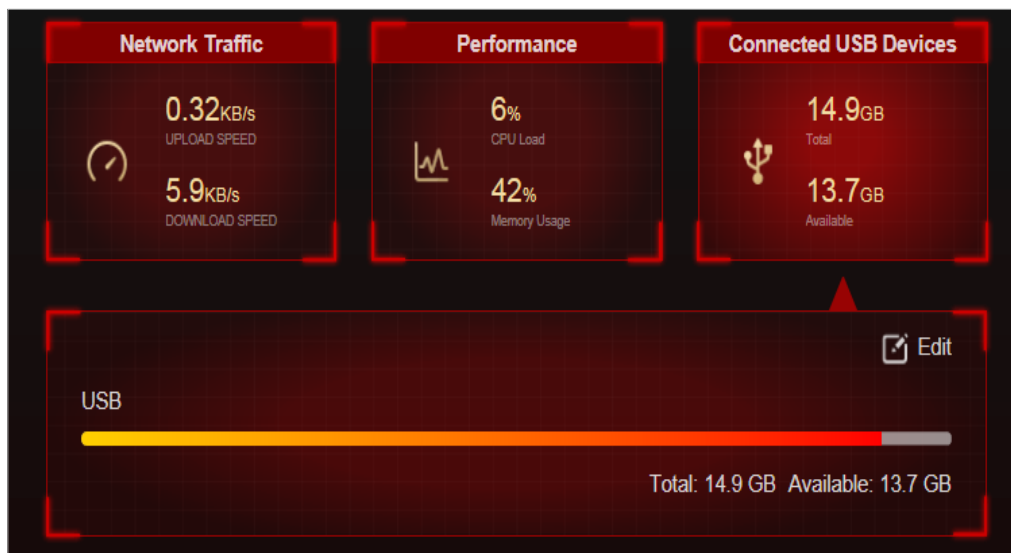 Network Traffic
0.32KB/s
UPLOAD SPEED
5.9KB/s
DOWNLOAD SPEED
Performance
6%
CPU Load
42%
Memory Usage
Connected USB Devices
14.9GB
Total
13.7GB
Available
Edit
USB
Total: 14.9 GB Available: 13.7 GB